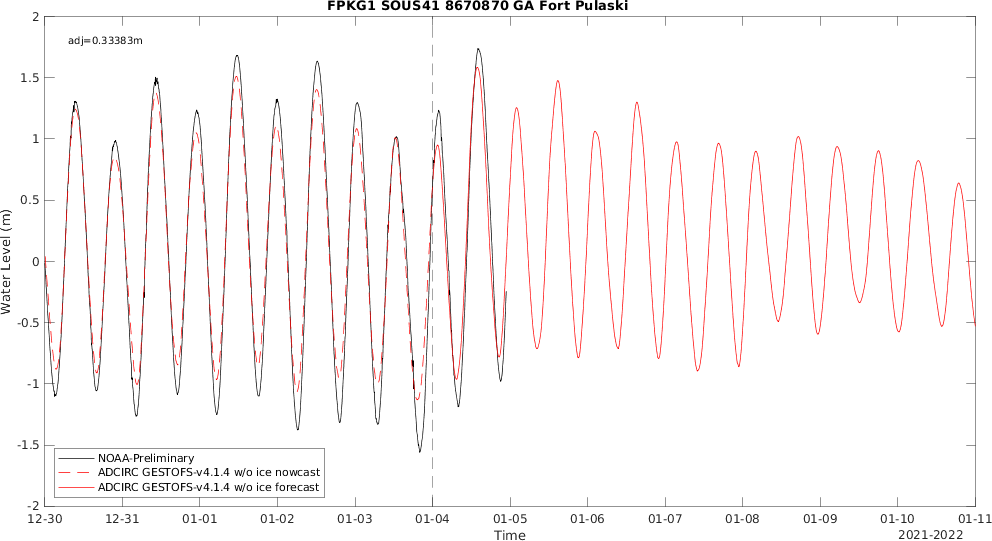 FPKG1 SOUS41 8670870 GA Fort Pulaski
adj=0.33383m
2
1.5
1
0.5
0
-0.5
-1
-1.5
-2
Water Level (m)
NOAA-Preliminary
ADCIRC GESTOFS-v4.1.4 w/o ice nowcast
ADCIRC GESTOFS-v4.1.4 w/o ice forecast
12-30 12-31 01-01 01-02 01-03 01-04 01-05 01-06 01-07 01-08 01-09 01-10 01-11
Time
2021-2022